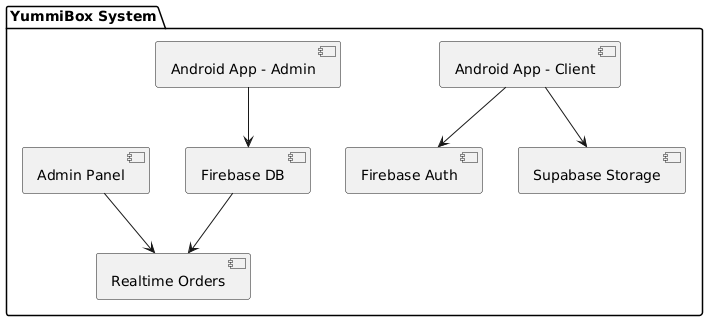 YummiBox System
Android App - Admin
Android App - Client
Admin Panel
Firebase DB
Firebase Auth
Supabase Storage
Realtime Orders